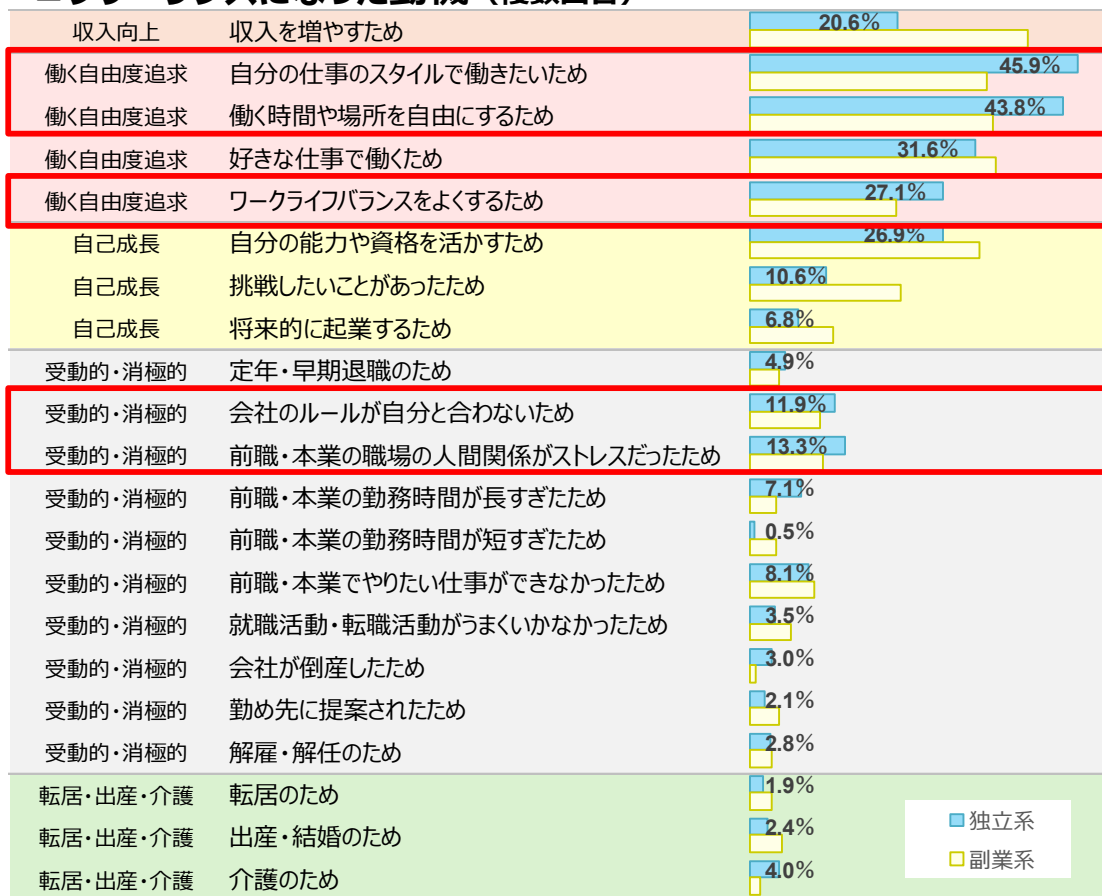 収入向上 収入を増やすため 20.6%
働く自由度追求 自分の仕事のスタイルで働きたいため 45.9%
働く自由度追求 働く時間や場所を自由にするため 43.8%
働く自由度追求 好きな仕事で働くため 31.6%
働く自由度追求 ワークライフバランスをよくするため 27.1%
自己成長 自分の能力や資格を活かすため 26.9%
自己成長 挑戦したいことがあったため 10.6%
自己成長 将来的に起業するため 6.8%
受動的・消極的 定年・早期退職のため 4.9%
受動的・消極的 会社のルールが自分と合わないため 11.9%
受動的・消極的 前職・本業の職場の人間関係がストレスだったため 13.3%
受動的・消極的 前職・本業の勤務時間が長すぎたため 7.1%
受動的・消極的 前職・本業の勤務時間が短すぎたため 0.5%
受動的・消極的 前職・本業でやりたい仕事ができなかったため 8.1%
受動的・消極的 就職活動・転職活動がうまくいかなかったため 3.5%
受動的・消極的 会社が倒産したため 3.0%
受動的・消極的 勤め先に提案されたため 2.1%
受動的・消極的 解雇・解任のため 2.8%
転居・出産・介護 転居のため 1.9%
転居・出産・介護 出産・結婚のため 2.4%
転居・出産・介護 介護のため 4.0%
独立系
副業系